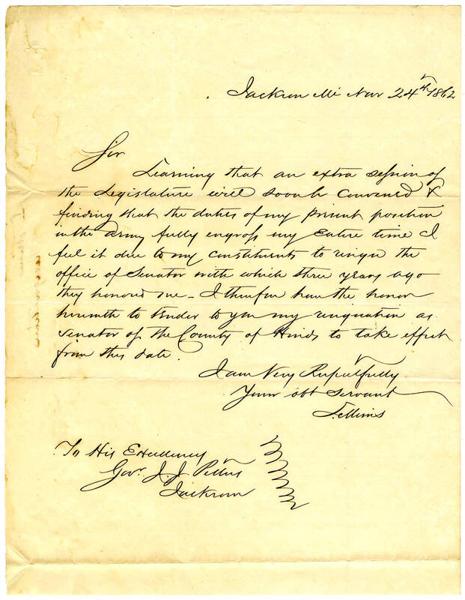 Jackson Mi Nov 24th 1862
Sir
Learning that an extra session of
the Legislature will soon be convened &
finding that the duties of my present position
in the army fully engross my entire time I
feel it due to my constituents to resign the
office of Senator with which three years ago
they honored me - I therefore have the honor
herewith to tender to you my resignation as
Senator of the County of Hinds to take effect
from this date.
I am Very Respectfully
Your obt Servant
To His Excellency
Gov. J. J. Pettus
Jackson